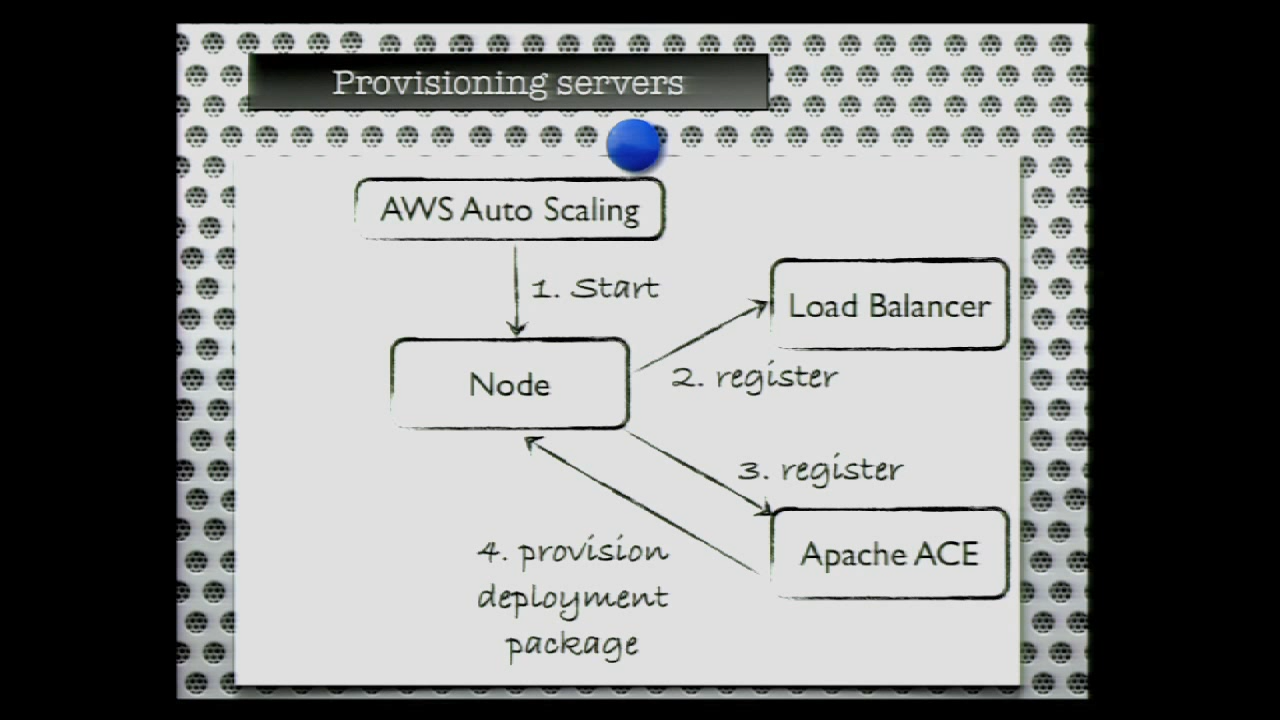 Provisioning servers
AWS Auto Scaling
1. Start
Load Balancer
Node
2. register
3. register
Apache ACE
4. provision
deployment
package